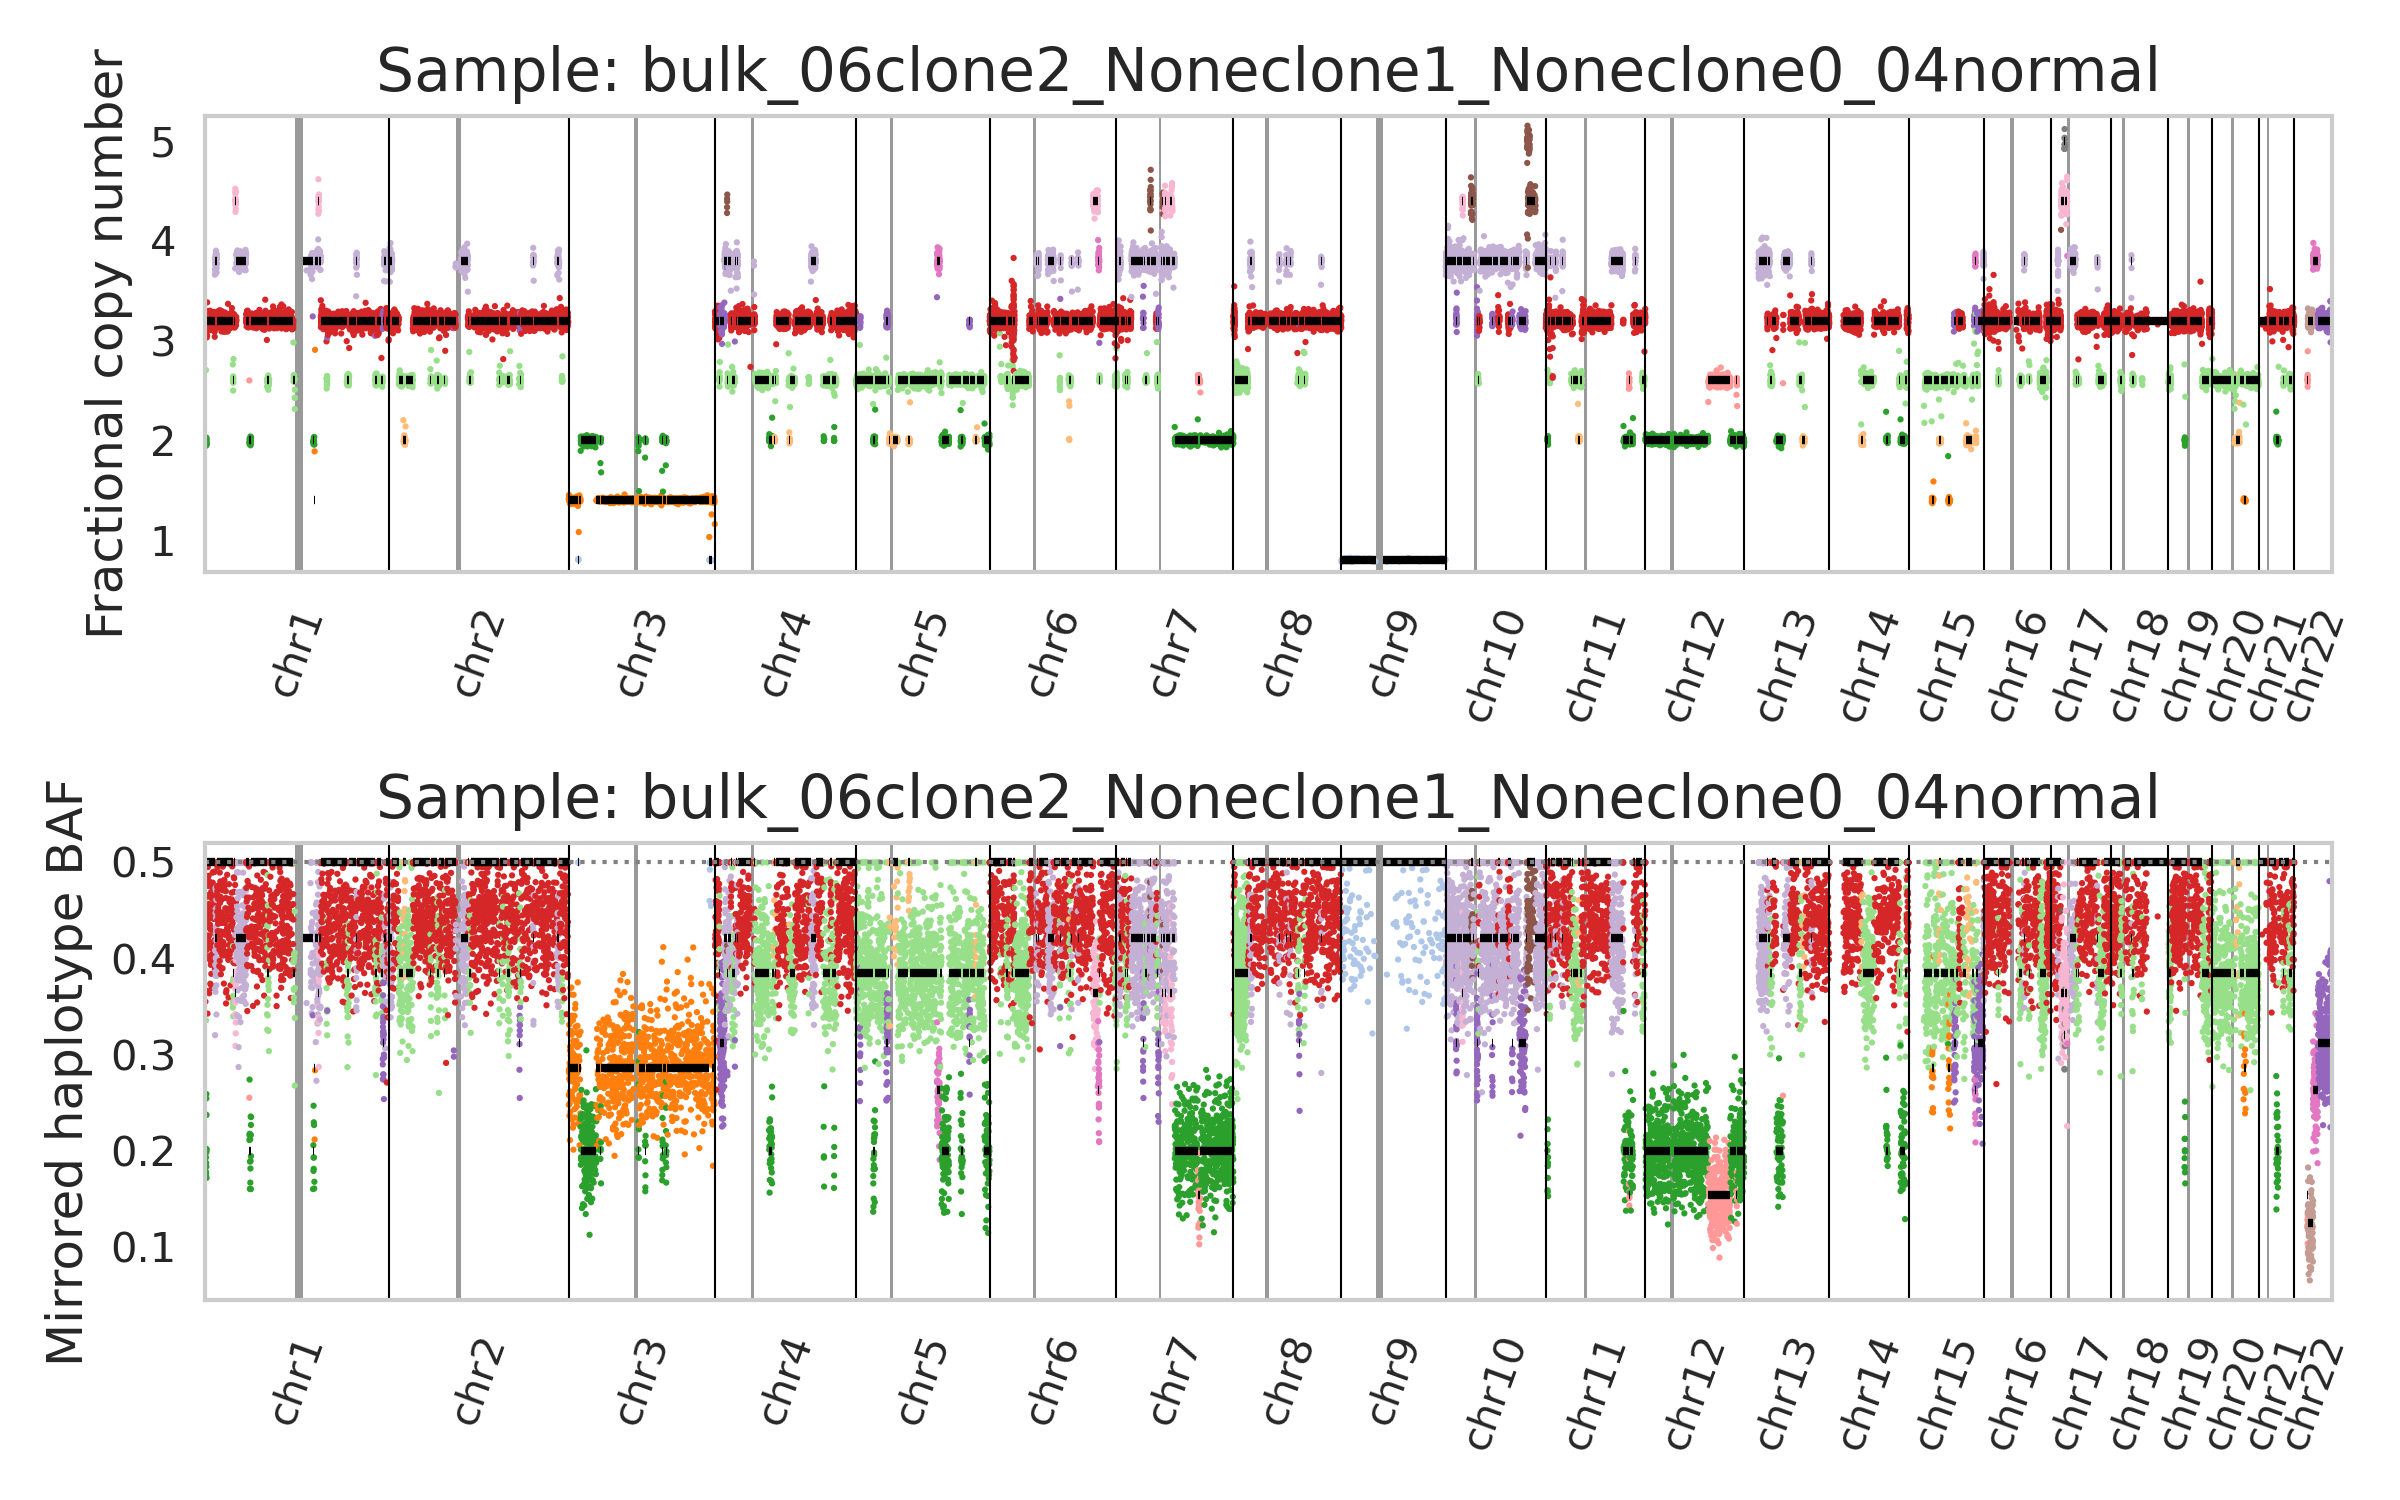 Sample: bulk_06clone2_Noneclone1_Noneclone0_04normal
Fractional copy number
5
4
3
2
1
chr1 chr2 chr3 chr4 chr5 chr6 chr7 chr8 chr9 chr10 chr11 chr12 chr13 chr14 chr15 chr16 chr17 chr18 chr19 chr20 chr21 chr22
Sample: bulk_06clone2_Noneclone1_Noneclone0_04normal
Mirrored haplotype BAF
0.5
0.4
0.3
0.2
0.1
chr1 chr2 chr3 chr4 chr5 chr6 chr7 chr8 chr9 chr10 chr11 chr12 chr13 chr14 chr15 chr16 chr17 chr18 chr19 chr20 chr21 chr22